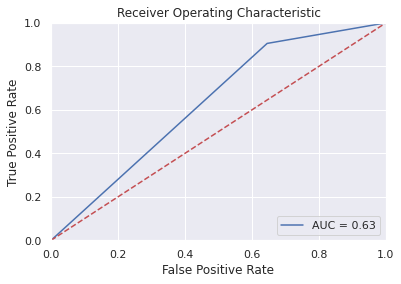 Receiver Operating Characteristic
True Positive Rate
1.0
0.8
0.6
0.4
0.2
0.0
AUC = 0.63
0.0 0.2 0.4 0.6 0.8 1.0
False Positive Rate